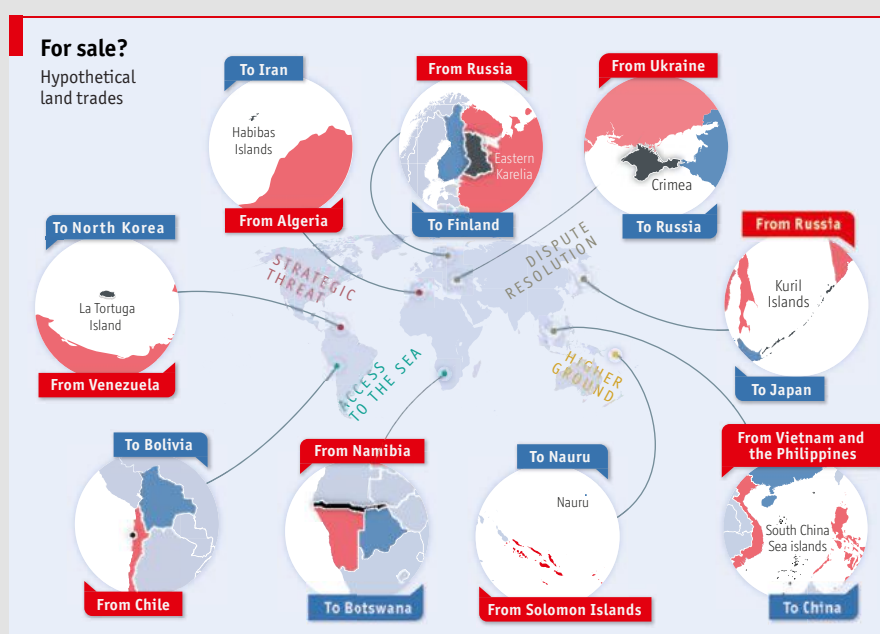 For sale?
Hypothetical
land trades
To Iran
Habibas
Islands
From Algeria
From Russia
Eastern
Karelia
To Finland
From Ukraine
Crimea
To Russia
To North Korea
La Tortuga
Island
From Venezuela
STRATEGIC
THREAT
DISPUTE
RESOLUTION
ACCESS
TO THE SEA
HIGHER
GROUND
From Russia
Kuril
Islands
To Japan
To Bolivia
From Chile
From Namibia
To Botswana
To Nauru
Nauru
From Solomon Islands
From Vietnam and
the Philippines
South China
Sea islands
To China